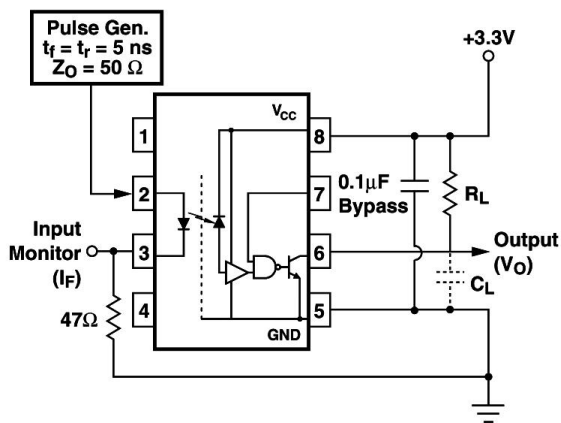 Pulse Gen.
tf = tr = 5 ns
ZO = 50 Ω
+3.3V
VCC
1
8
2
7
0.1μF
Bypass
RL
Input
Monitor
(IF)
3
6
Output
(VO)
CL
47Ω
4
5
GND